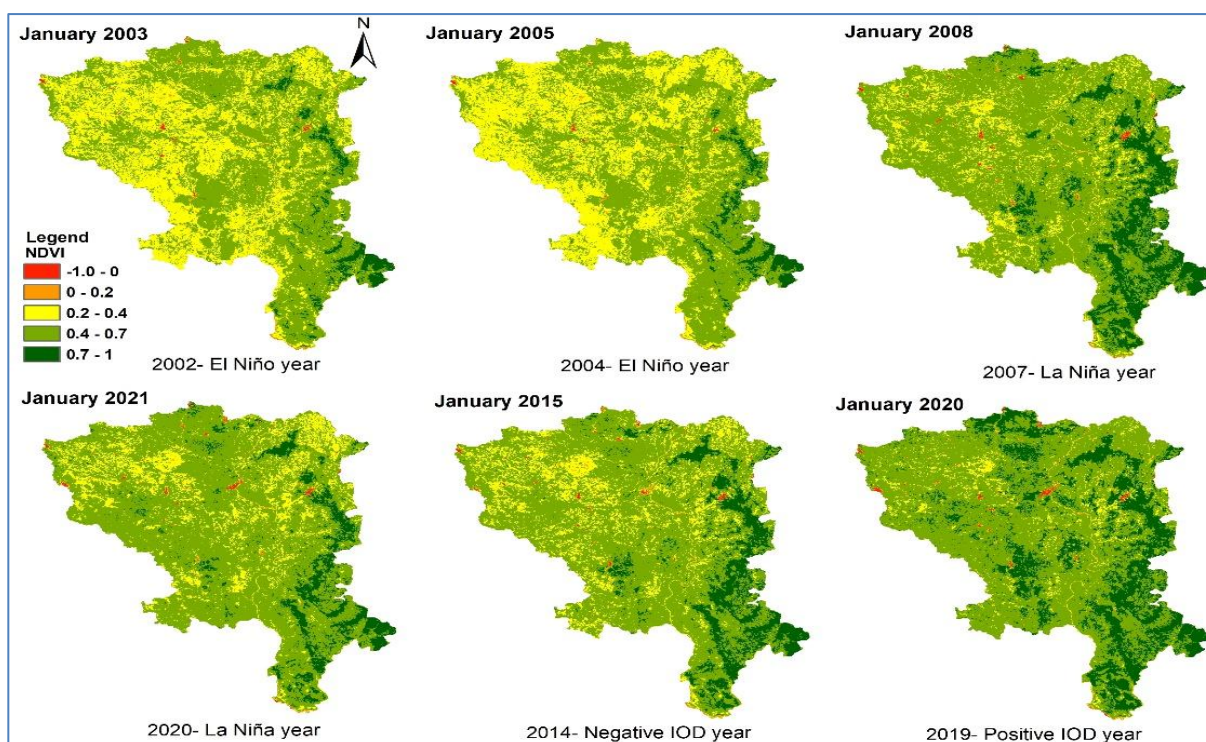 January 2003
N
January 2005
January 2008
Legend
NDVI
-1.0 - 0
0 - 0.2
0.2 - 0.4
0.4 - 0.7
0.7 - 1
2002- El Niño year
2004- El Niño year
2007- La Niña year
January 2021
January 2015
January 2020
2020- La Niña year
2014- Negative IOD year
2019- Positive IOD year